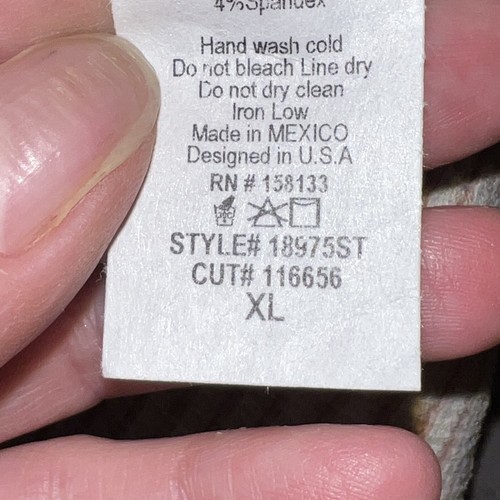 4%Spandex
Hand wash cold
Do not bleach Line dry
Do not dry clean
Iron Low
Made in MEXICO
Designed in U.S.A
RN # 158133
STYLE# 18975ST
CUT# 116656
XL